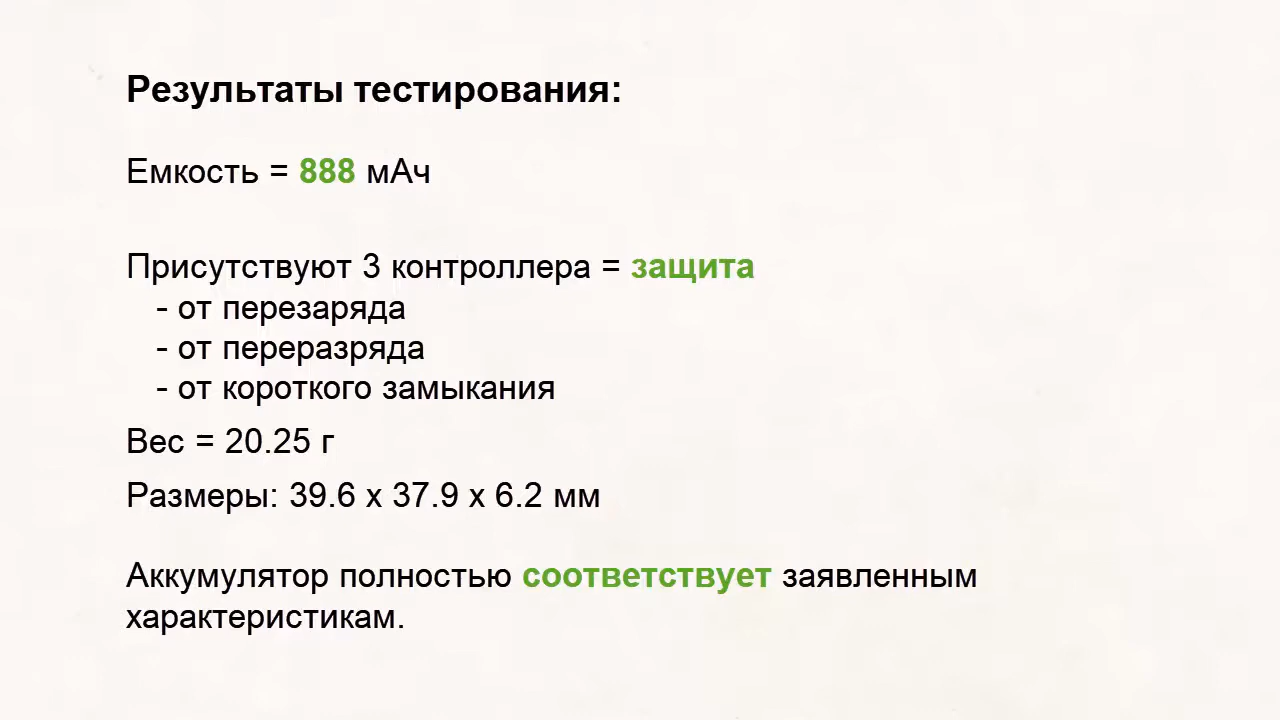 Результаты тестирования:
Емкость = 888 мАч
Присутствуют 3 контроллера = защита
- от перезаряда
- от переразряда
- от короткого замыкания
Вес = 20.25 г
Размеры: 39.6 х 37.9 х 6.2 мм
Аккумулятор полностью соответствует заявленным
характеристикам.